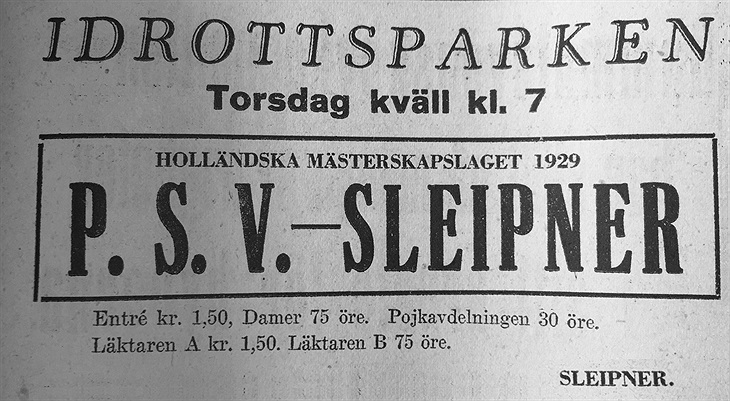 IDROTTSPARKEN
Torsdag kväll kl. 7
HOLLÄNDSKA MÄSTERSKAPSLAGET 1929
P. S. V.—SLEIPNER
Entré kr. 1,50, Damer 75 öre. Pojkavdelningen 30 öre.
Läktaren A kr. 1,50. Läktaren B 75 öre.
SLEIPNER.